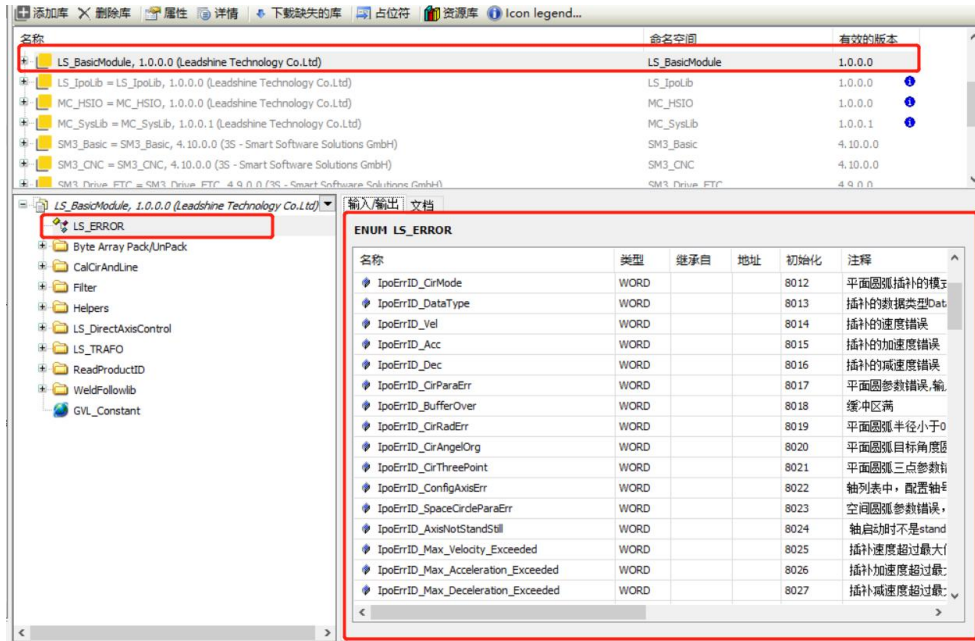 添加库 删除库 属性 详情 下载缺失的库 占位符 资源库 Icon legend...
名称 命名空间 有效的版本
LS_BasicModule, 1.0.0.0 (Leadshine Technology Co.Ltd) LS_BasicModule 1.0.0.0
LS_IpoLib = LS_IpoLib, 1.0.0.0 (Leadshine Technology Co.Ltd) LS_IpoLib 1.0.0.0
MC_HSIO = MC_HSIO, 1.0.0.0 (Leadshine Technology Co.Ltd) MC_HSIO 1.0.0.0
MC_SysLib = MC_SysLib, 1.0.0.1 (Leadshine Technology Co.Ltd) MC_SysLib 1.0.0.1
SM3_Basic = SM3_Basic, 4.10.0.0 (3S - Smart Software Solutions GmbH) SM3_Basic 4.10.0.0
SM3_CNC = SM3_CNC, 4.10.0.0 (3S - Smart Software Solutions GmbH) SM3_CNC 4.10.0.0
SM3_Drive_ETC = SM3_Drive_ETC, 4.9.0.0 (3S - Smart Software Solutions GmbH) SM3_Drive_ETC 4.9.0.0
LS_BasicModule, 1.0.0.0 (Leadshine Technology Co.Ltd)
LS_ERROR
Byte Array Pack/UnPack
CalCirAndLine
Filter
Helpers
LS_DirectAxisControl
LS_TRAFO
ReadProductID
WeldFollowlib
GVL_Constant
输入/输出 文档
ENUM LS_ERROR
名称 类型 继承自 地址 初始化 注释
IpoErrID_CirMode WORD 8012 平面圆弧插补的模式
IpoErrID_DataType WORD 8013 插补的数据类型Dat
IpoErrID_Vel WORD 8014 插补的速度错误
IpoErrID_Acc WORD 8015 插补的加速度错误
IpoErrID_Dec WORD 8016 插补的减速度错误
IpoErrID_CirParaErr WORD 8017 平面圆参数错误,输
IpoErrID_BufferOver WORD 8018 缓冲区满
IpoErrID_CirRadErr WORD 8019 平面圆弧半径小于0
IpoErrID_CirAngelOrg WORD 8020 平面圆弧目标角度
IpoErrID_CirThreePoint WORD 8021 平面圆弧三点参数
IpoErrID_ConfigAxisErr WORD 8022 轴列表中，配置轴号
IpoErrID_SpaceCircleParaErr WORD 8023 空间圆弧参数错误，
IpoErrID_AxisNotStandStill WORD 8024 轴启动时不是stand
IpoErrID_Max_Velocity_Exceeded WORD 8025 插补速度超过最大
IpoErrID_Max_Acceleration_Exceeded WORD 8026 插补加速度超过最
IpoErrID_Max_Deceleration_Exceeded WORD 8027 插补减速度超过最